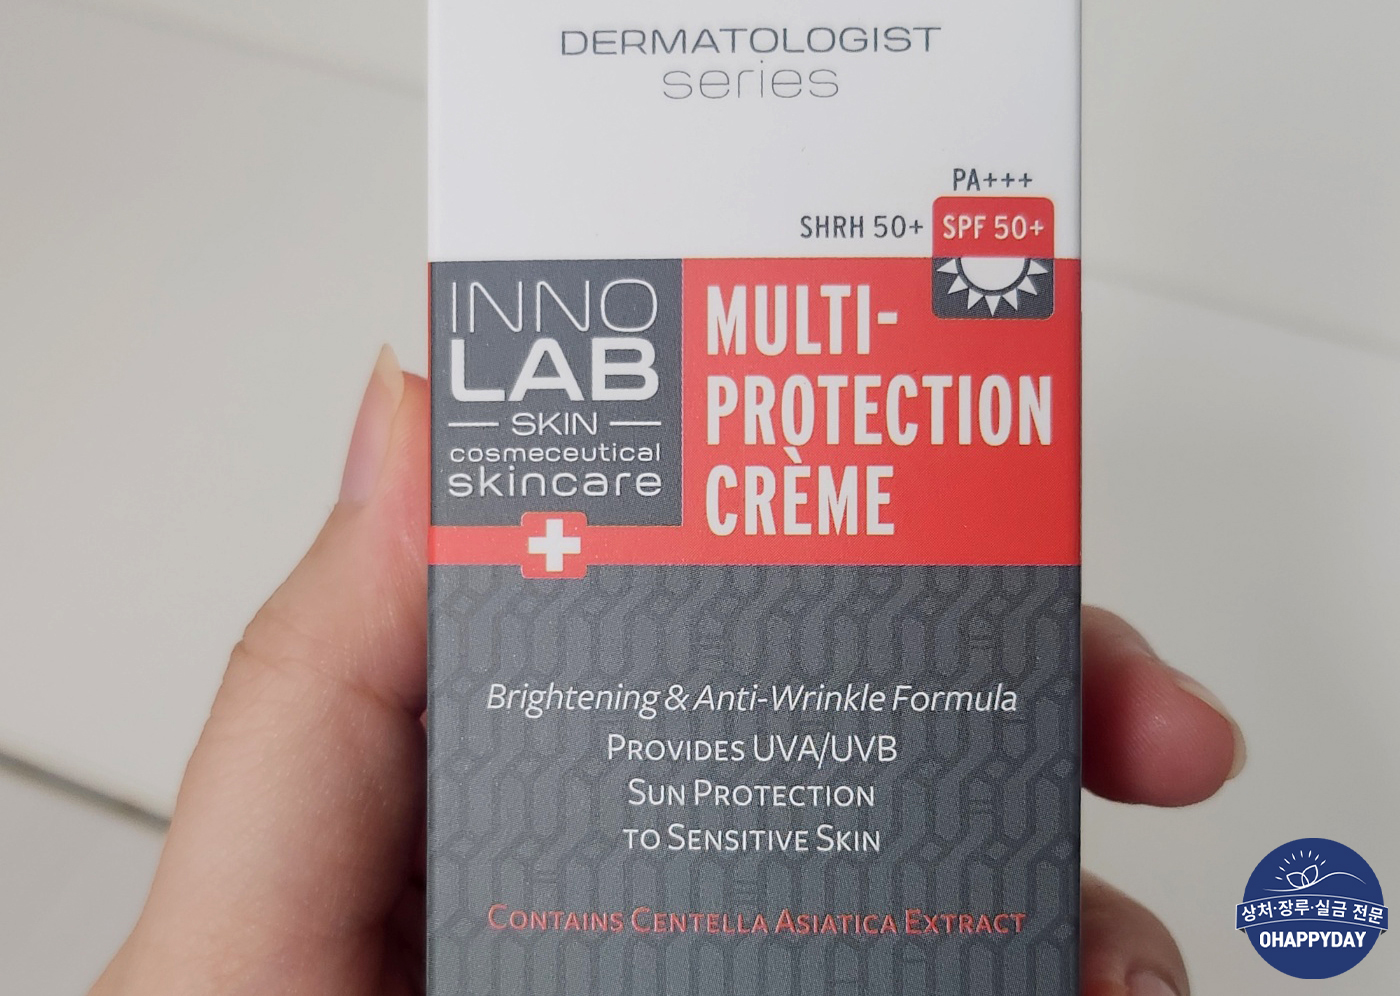 DERMATOLOGIST
series
PA+++
SHRH 50+ SPF 50+
INNO
LAB
SKIN
cosmeceutical
skincare
MULTI-
PROTECTION
CRÈME
Brightening & Anti-Wrinkle Formula
PROVIDES UVA/UVB
SUN PROTECTION
TO SENSITIVE SKIN
CONTAINS CENTELLA ASIATICA EXTRACT
상처·장루·실금 전문
OHAPPYDAY